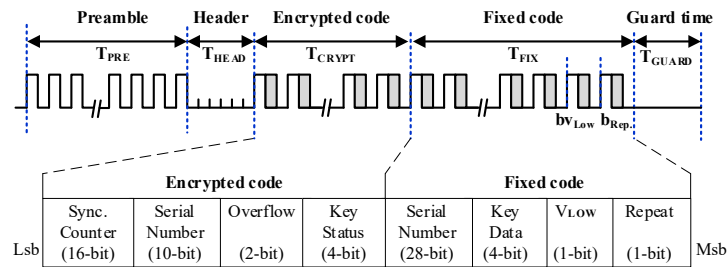 Preamble Header Encrypted code Fixed code Guard time
TPRE THEAD TCRYPT TFIX TGUARD
bvLow bRep.
Encrypted code Fixed code
Sync. Serial Overflow Key Serial Key VLOW Repeat
Counter Number Status Number Data
Lsb (16-bit) (10-bit) (2-bit) (4-bit) (28-bit) (4-bit) (1-bit) (1-bit) Msb